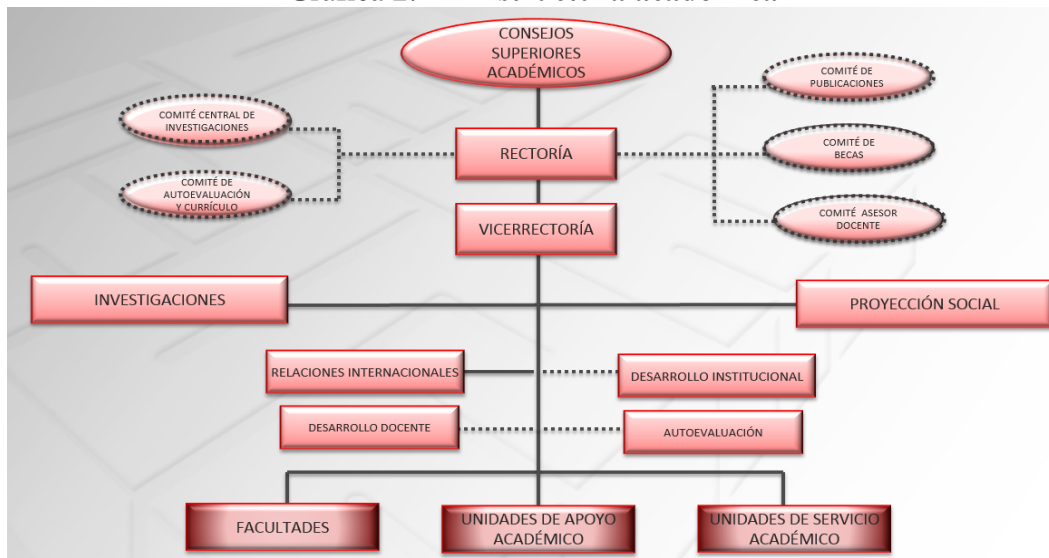 CONSEJOS
SUPERIORES
ACADÉMICOS
COMITÉ DE
PUBLICACIONES
COMITÉ CENTRAL DE
INVESTIGACIONES
RECTORÍA
COMITÉ DE
BECAS
COMITÉ DE
AUTOEVALUACIÓN
Y CURRÍCULO
VICERRECTORÍA
COMITÉ ASESOR
DOCENTE
INVESTIGACIONES
PROYECCIÓN SOCIAL
RELACIONES INTERNACIONALES
DESARROLLO INSTITUCIONAL
DESARROLLO DOCENTE
AUTOEVALUACIÓN
FACULTADES
UNIDADES DE APOYO
ACADÉMICO
UNIDADES DE SERVICIO
ACADÉMICO